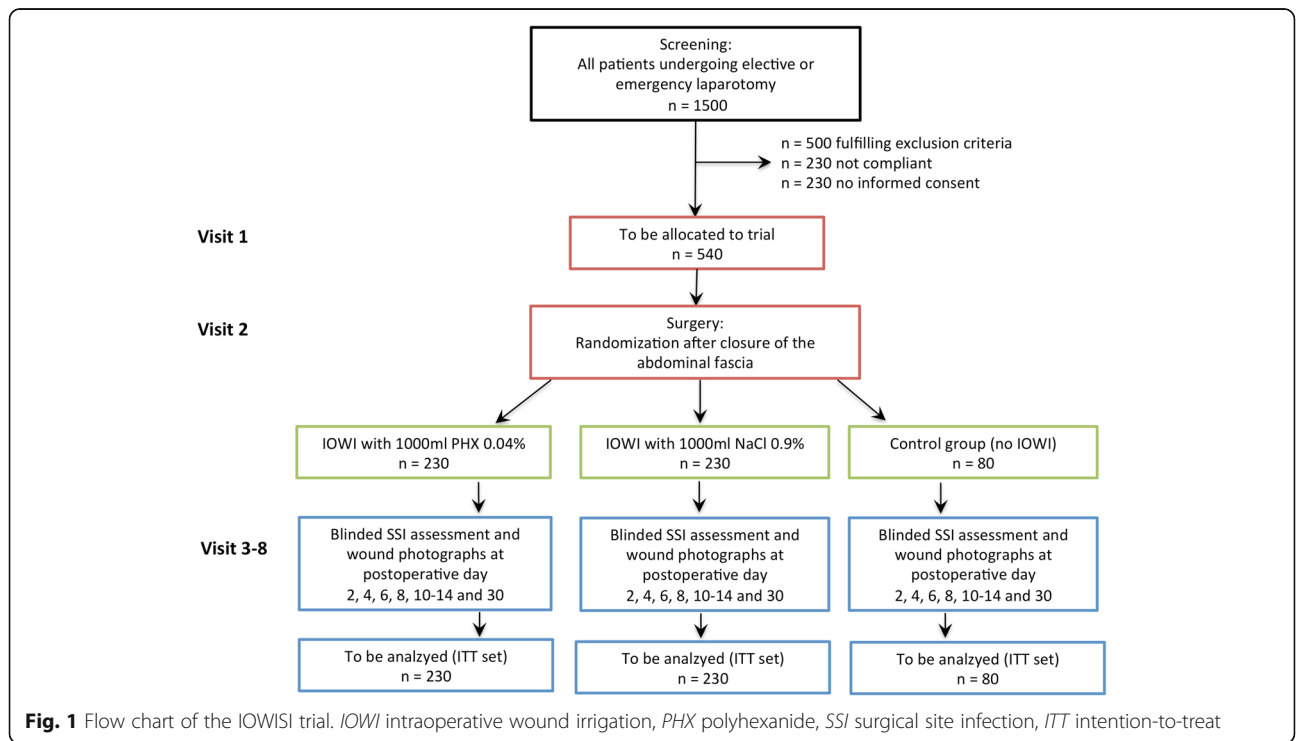 Screening:
All patients undergoing elective or
emergency laparotomy
n = 1500
n = 500 fulfilling exclusion criteria
n = 230 not compliant
n = 230 no informed consent
Visit 1
To be allocated to trial
n = 540
Visit 2
Surgery:
Randomization after closure of the
abdominal fascia
IOWI with 1000ml PHX 0.04%
n = 230
IOWI with 1000ml NaCl 0.9%
n = 230
Control group (no IOWI)
n = 80
Visit 3-8
Blinded SSI assessment and
wound photographs at
postoperative day
2, 4, 6, 8, 10-14 and 30
Blinded SSI assessment and
wound photographs at
postoperative day
2, 4, 6, 8, 10-14 and 30
Blinded SSI assessment and
wound photographs at
postoperative day
2, 4, 6, 8, 10-14 and 30
To be analzyed (ITT set)
n = 230
To be analzyed (ITT set)
n = 230
To be analzyed (ITT set)
n = 80
Fig. 1 Flow chart of the IOWISI trial. IOWI intraoperative wound irrigation, PHX polyhexanide, SSI surgical site infection, ITT intention-to-treat